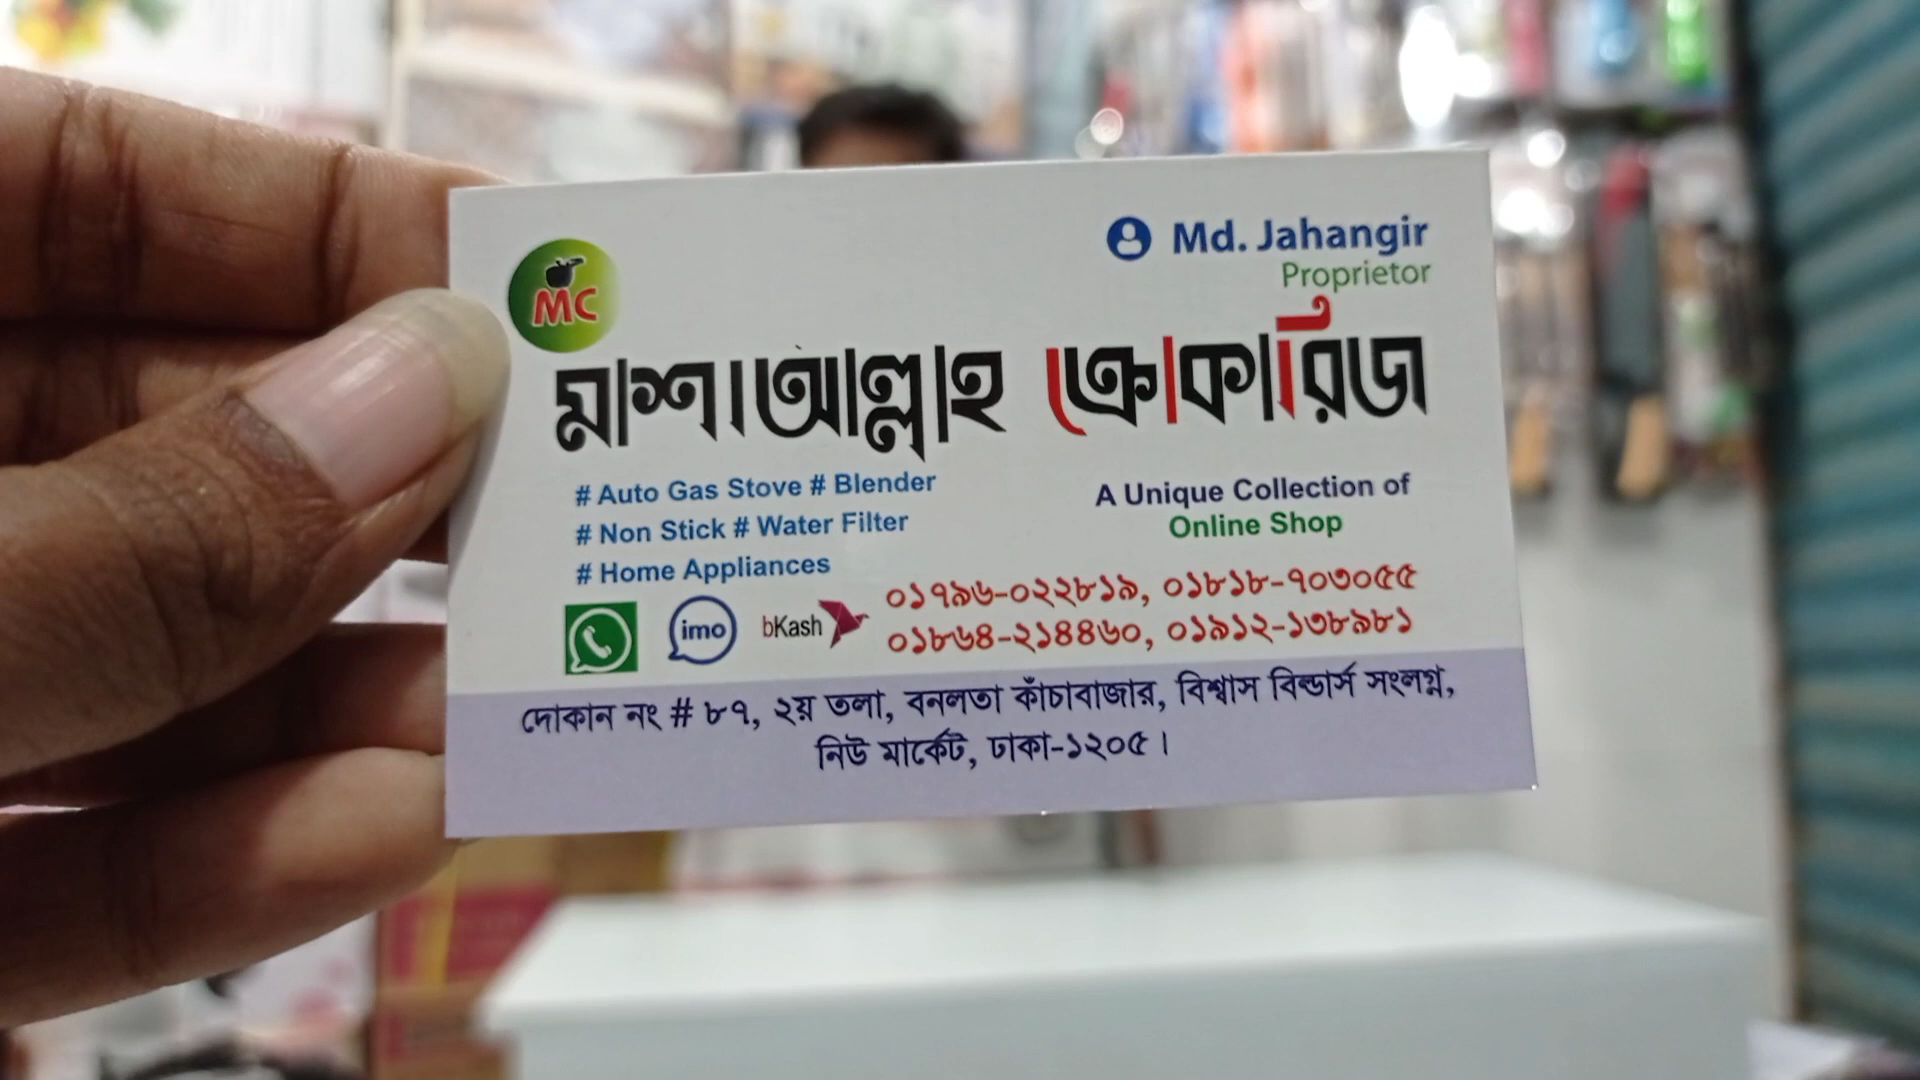 MC
Md. Jahangir
Proprietor
মাশাআল্লাহ ক্রোকারিজ
# Auto Gas Stove # Blender
# Non Stick # Water Filter
# Home Appliances
A Unique Collection of
Online Shop
imo
bKash
০১৭৯৬-০২২৮১৯, ০১৮১৮-৭০৩০৫৫
০১৮৬৪-২১৪৪৬০, ০১৯১২-১৩৮৯৮১
দোকান নং # ৮৭, ২য় তলা, বনলতা কাঁচাবাজার, বিশ্বাস বিল্ডার্স সংলগ্ন,
নিউ মার্কেট, ঢাকা-১২০৫।